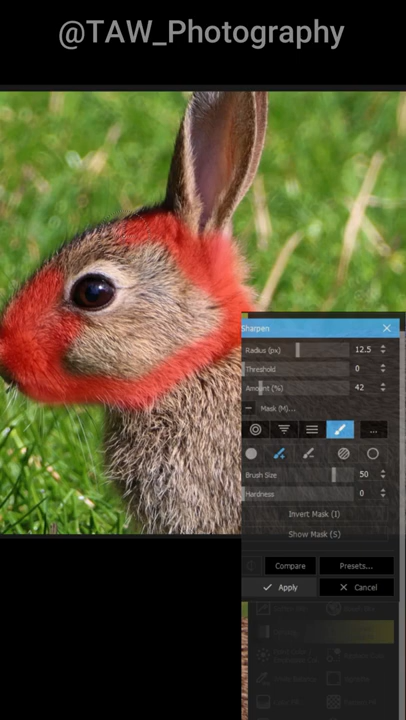 @TAW_Photography
Sharpen
Radius (px) 12.5
Threshold 0
Amount (%) 42
Mask (M)...
...
Brush Size 50
Hardness 0
Invert Mask (I)
Show Mask (S)
Compare Presets...
Apply Cancel